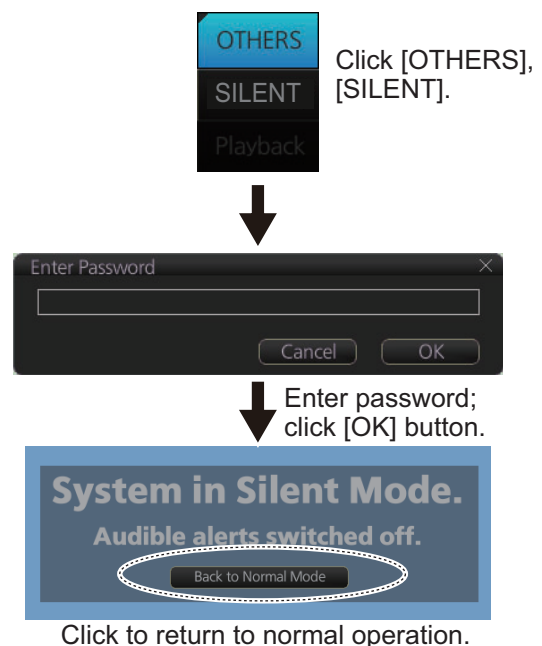 OTHERS
Click [OTHERS],
SILENT
[SILENT].
Playback
Enter Password
Cancel
OK
Enter password;
click [OK] button.
System in Silent Mode.
Audible alerts switched off.
Back to Normal Mode
Click to return to normal operation.